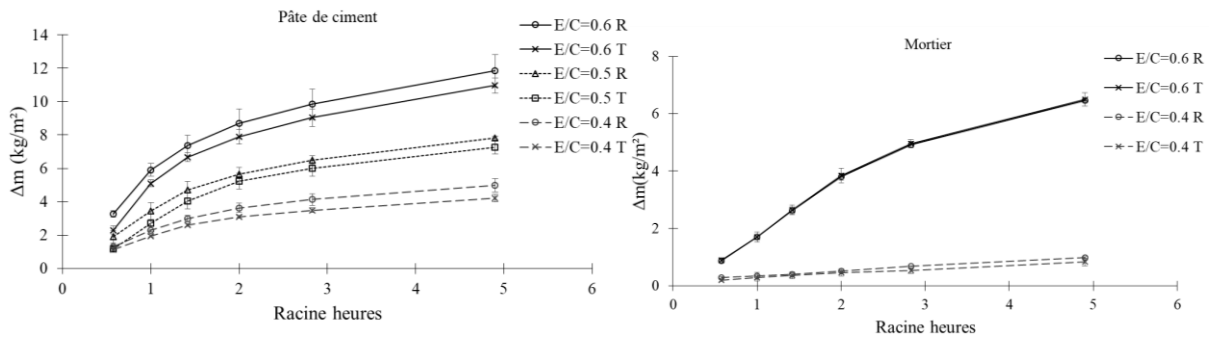 Pâte de ciment
14
12
10
8
6
4
2
0
Δm (kg/m²)
0 1 2 3 4 5 6
Racine heures
E/C=0.6 R
E/C=0.6 T
E/C=0.5 R
E/C=0.5 T
E/C=0.4 R
E/C=0.4 T
Mortier
8
6
4
2
0
Δm(kg/m²)
0 1 2 3 4 5 6
Racine heures
E/C=0.6 R
E/C=0.6 T
E/C=0.4 R
E/C=0.4 T